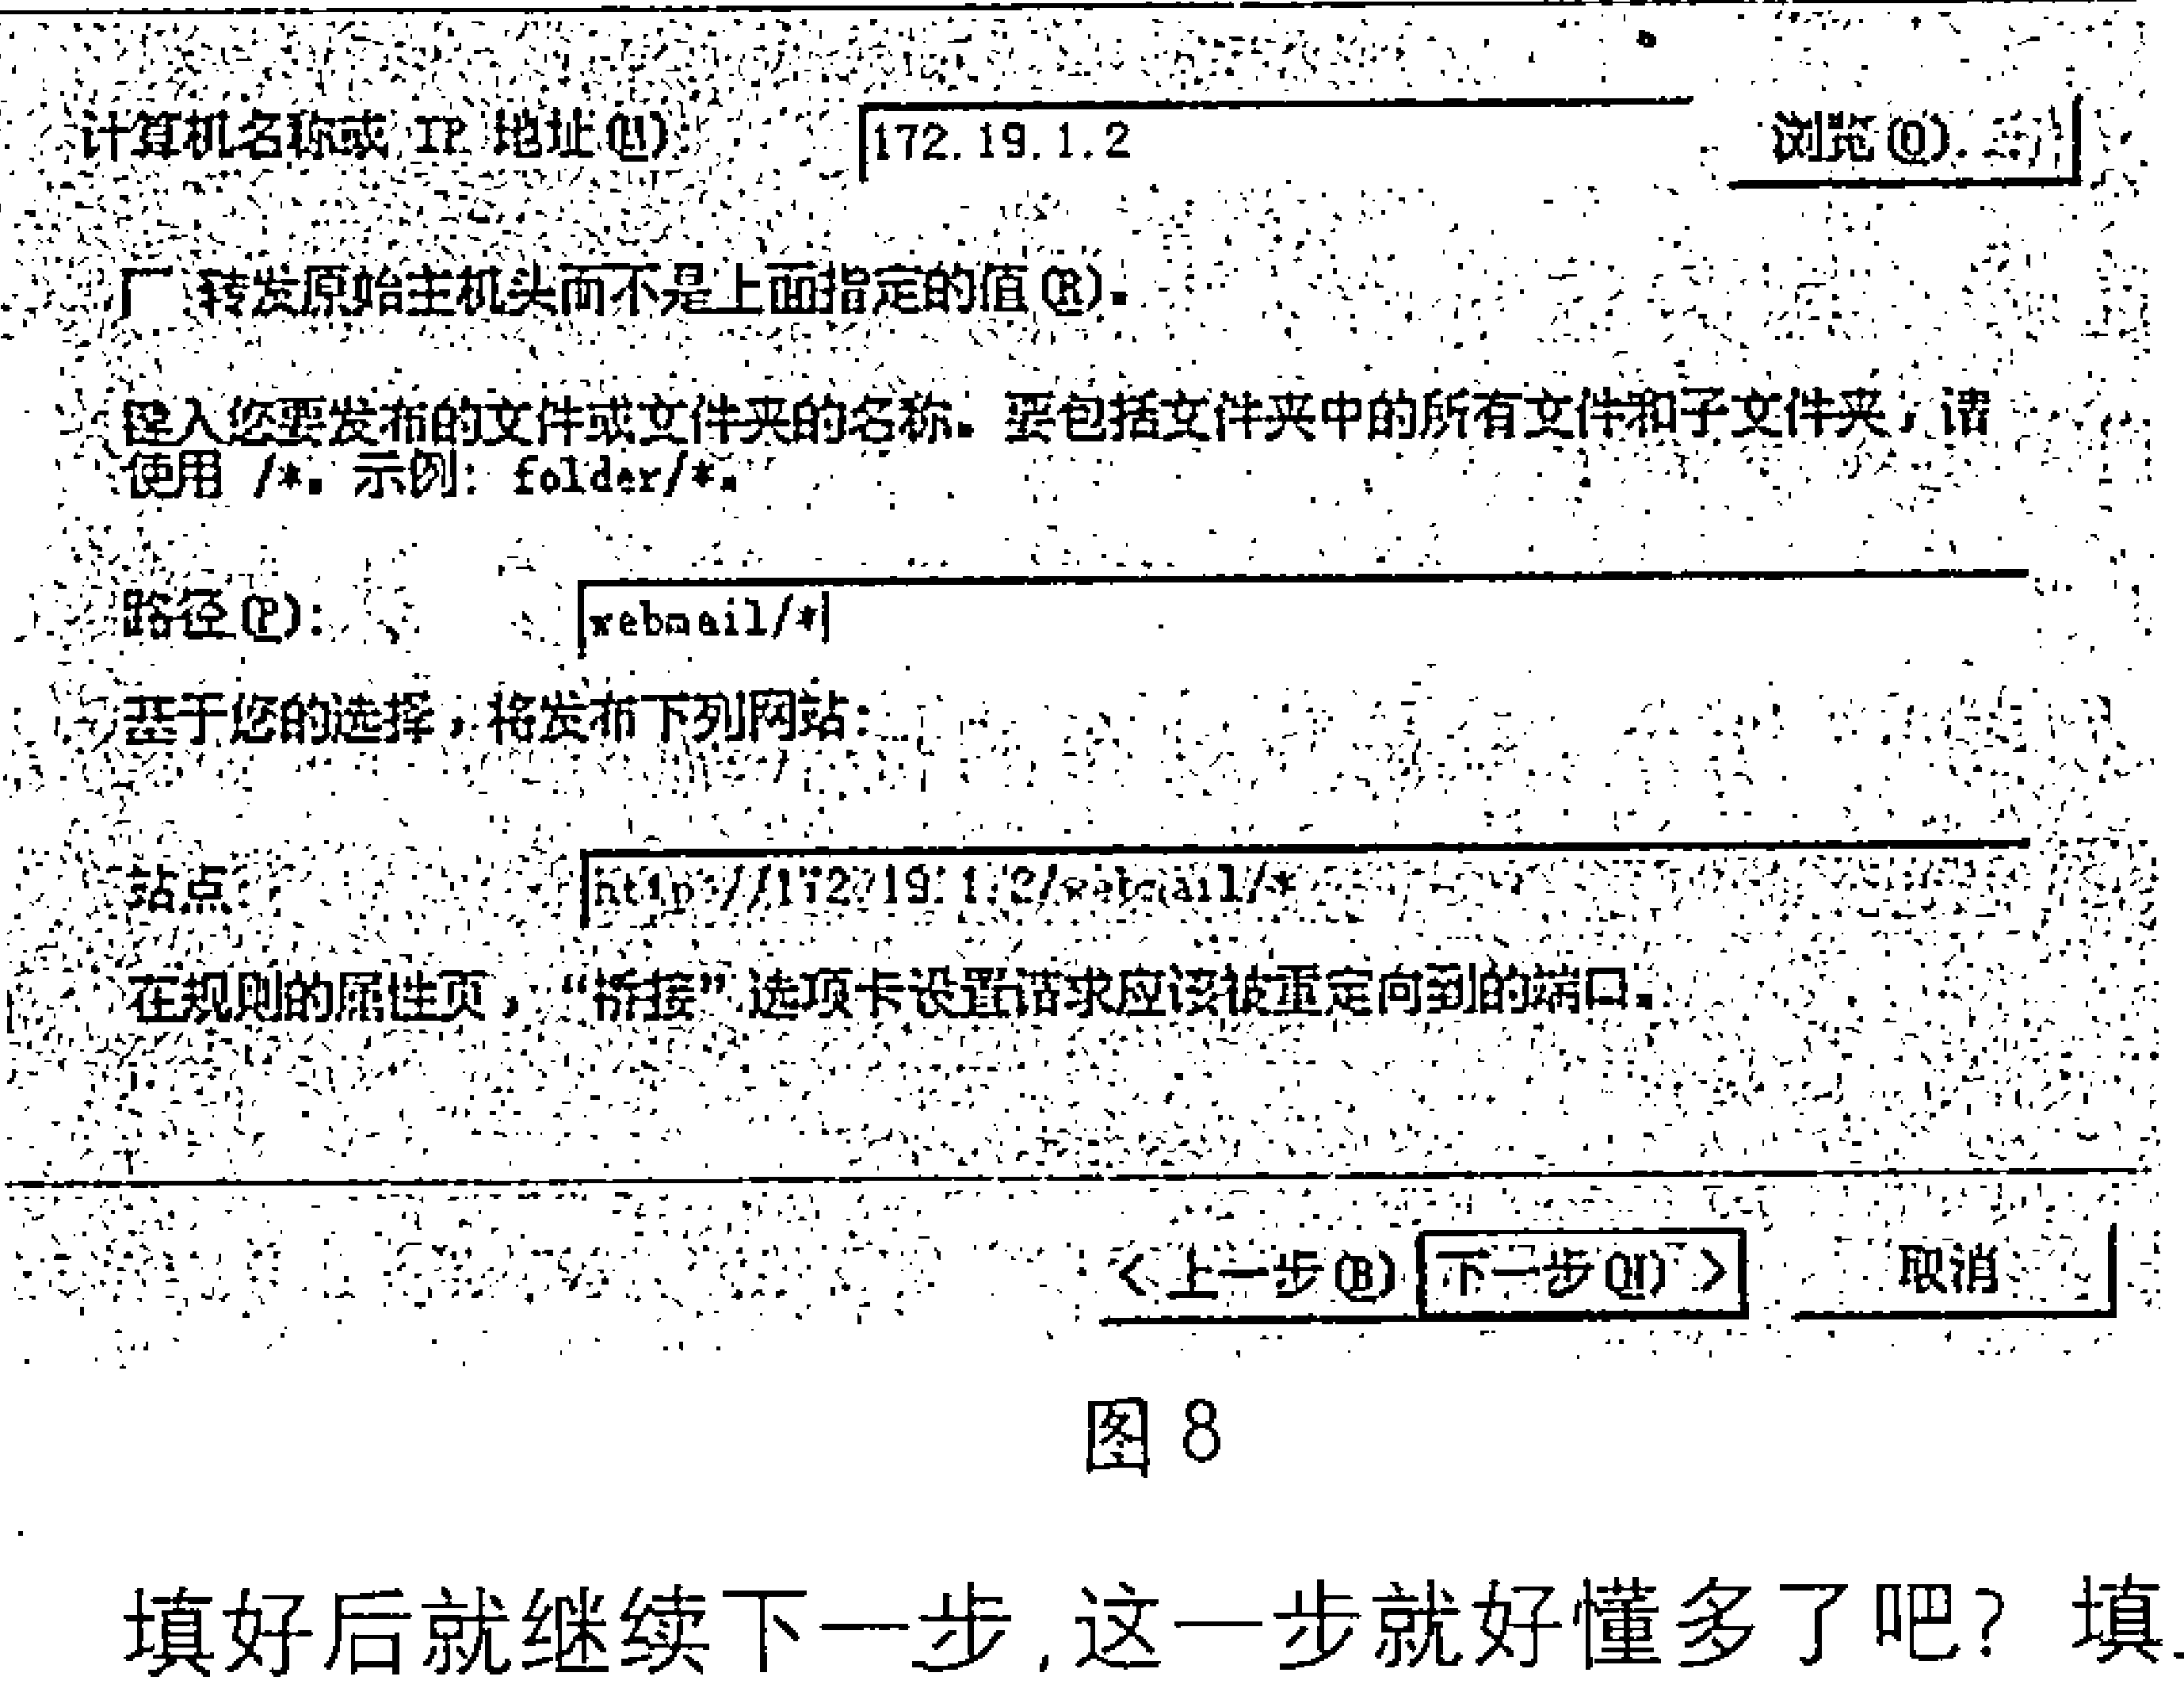 计算机名称或 IP 地址(M): 172.19.1.2 浏览(O)...
转发原始主机头而不是上面指定的值(R)。
键入您要发布的文件或文件夹的名称。要包括文件夹中的所有文件和子文件夹，请
使用 /*。示例: folder/*。
路径(P): webmail/*
基于您的选择，将发布下列网站:
站点: http://172.19.1.2/webmail/*
在规则的属性页，“桥接”选项卡设置请求应该被重定向到的端口。
< 上一步(B) 下一步(N) > 取消
图 8
填好后就继续下一步,这一步就好懂多了吧? 填